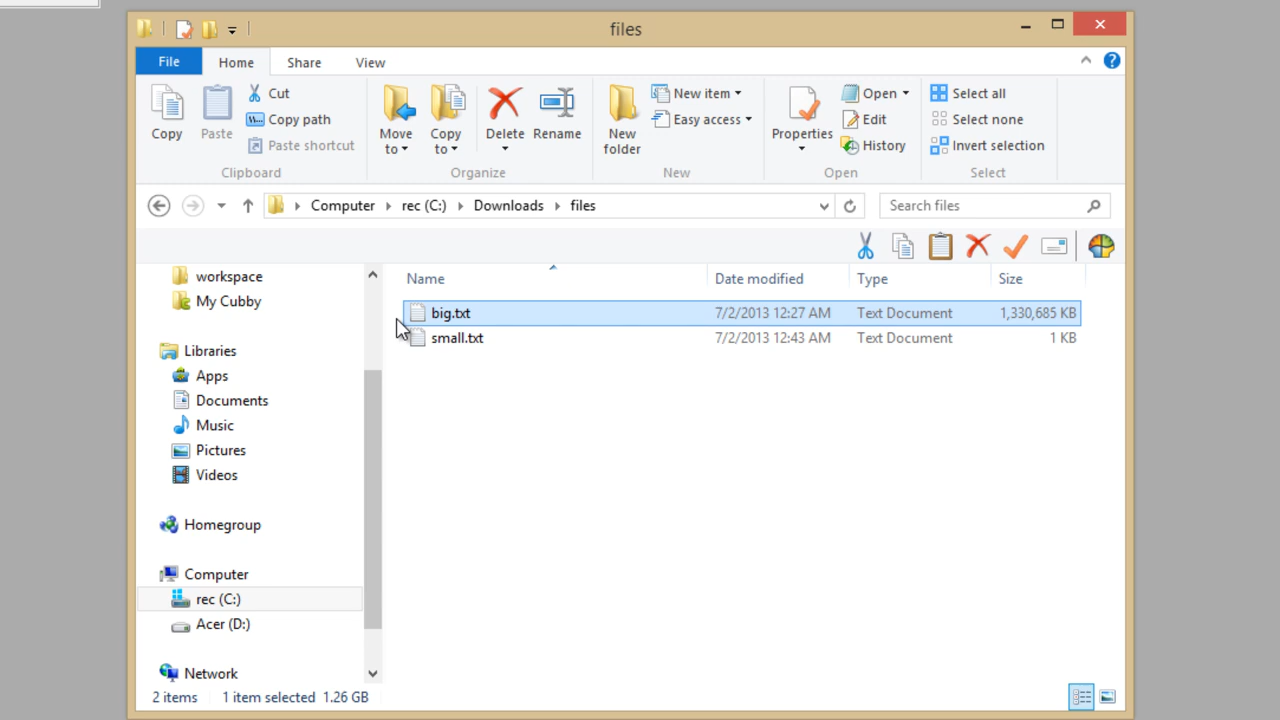 files
File Home Share View
Copy
Paste
Cut
Copy path
Paste shortcut
Clipboard
Move to
Copy to
Delete
Rename
Organize
New folder
New item
Easy access
New
Properties
Open
Edit
History
Open
Select all
Select none
Invert selection
Select
Computer rec (C:) Downloads files
Search files
Name Date modified Type Size
big.txt 7/2/2013 12:27 AM Text Document 1,330,685 KB
small.txt 7/2/2013 12:43 AM Text Document 1 KB
workspace
My Cubby
Libraries
Apps
Documents
Music
Pictures
Videos
Homegroup
Computer
rec (C:)
Acer (D:)
Network
2 items 1 item selected 1.26 GB